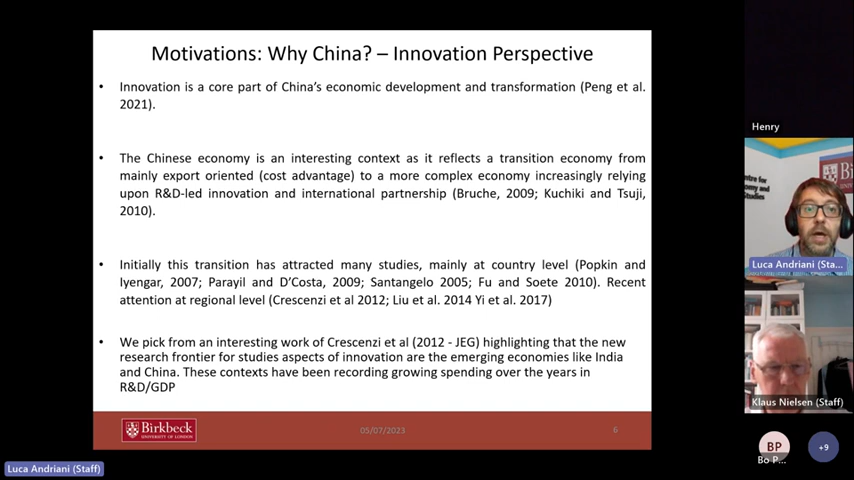 Motivations: Why China? – Innovation Perspective
• Innovation is a core part of China's economic development and transformation (Peng et al.
2021).
• The Chinese economy is an interesting context as it reflects a transition economy from
mainly export oriented (cost advantage) to a more complex economy increasingly relying
upon R&D-led innovation and international partnership (Bruche, 2009; Kuchiki and Tsuji,
2010).
• Initially this transition has attracted many studies, mainly at country level (Popkin and
Iyengar, 2007; Parayil and D'Costa, 2009; Santangelo 2005; Fu and Soete 2010). Recent
attention at regional level (Crescenzi et al 2012; Liu et al. 2014 Yi et al. 2017)
• We pick from an interesting work of Crescenzi et al (2012 - JEG) highlighting that the new
research frontier for studies aspects of innovation are the emerging economies like India
and China. These contexts have been recording growing spending over the years in
R&D/GDP
Birkbeck
UNIVERSITY OF LONDON
05/07/2023
6
Luca Andriani (Staff)
Henry
Luca Andriani (Sta...
Klaus Nielsen (Staff)
BP
Bo P...
+9